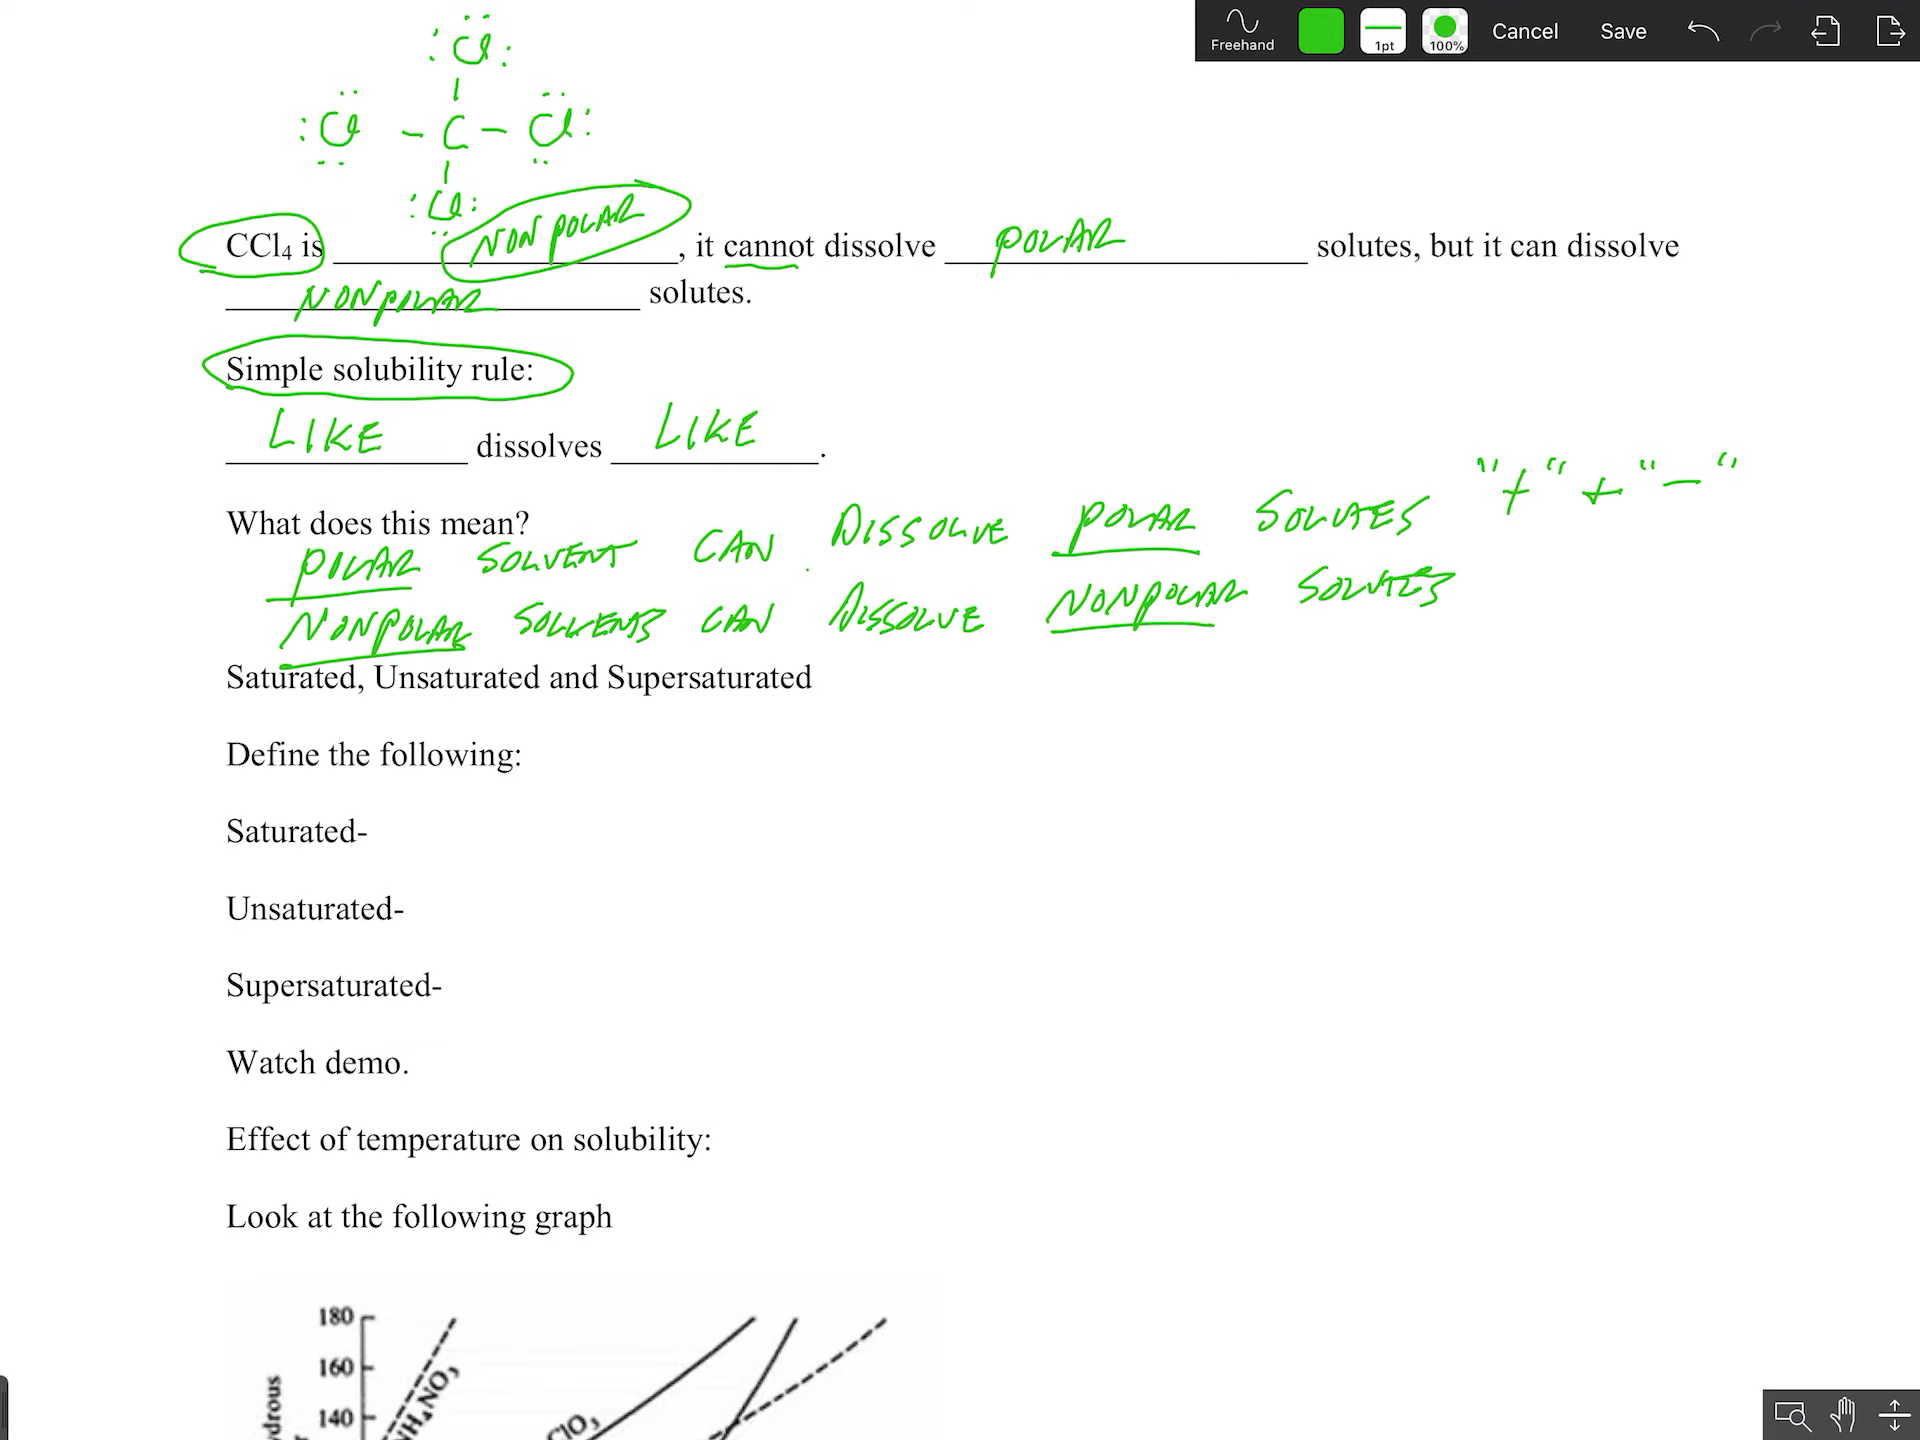 Freehand 1pt 100% Cancel Save
:Cl:
:Cl - C - Cl:
:Cl:
CCl4 is NONPOLAR, it cannot dissolve POLAR solutes, but it can dissolve
NONPOLAR solutes.
Simple solubility rule:
LIKE dissolves LIKE.
What does this mean? "+" + "-"
POLAR SOLVENT CAN DISSOLVE POLAR SOLUTES
NONPOLAR SOLVENTS CAN DISSOLVE NONPOLAR SOLUTES
Saturated, Unsaturated and Supersaturated
Define the following:
Saturated-
Unsaturated-
Supersaturated-
Watch demo.
Effect of temperature on solubility:
Look at the following graph
180
160
140
NH4NO3
ClO3
ydrous